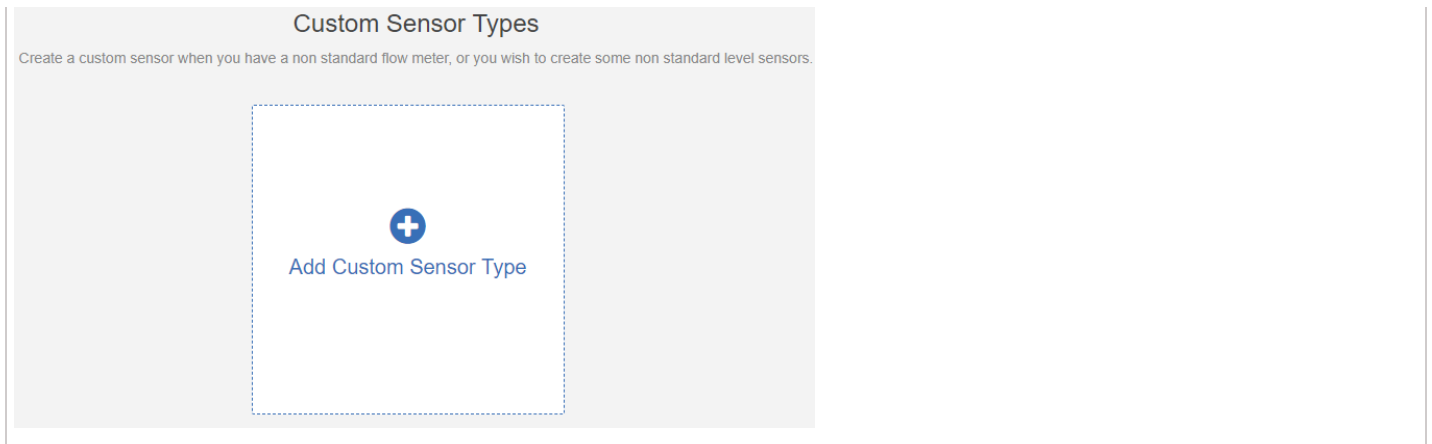 Custom Sensor Types
Create a custom sensor when you have a non standard flow meter, or you wish to create some non standard level sensors.
Add Custom Sensor Type